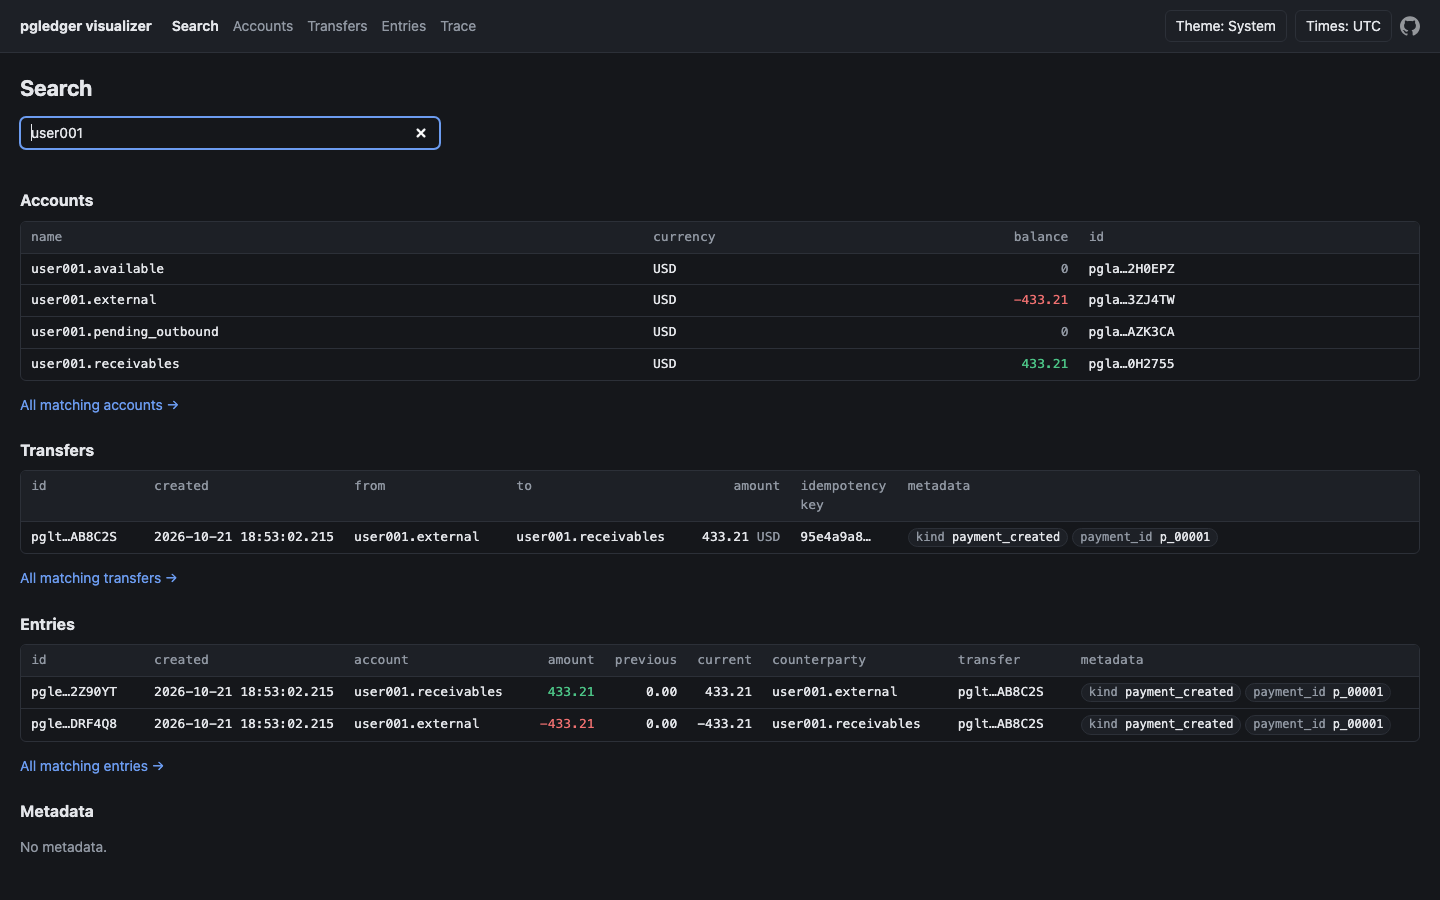 pgledger visualizer Search Accounts Transfers Entries Trace Theme: System Times: UTC
Search
user001
Accounts
name currency balance id
user001.available USD 0 pgla…2H0EPZ
user001.external USD −433.21 pgla…3ZJ4TW
user001.pending_outbound USD 0 pgla…AZK3CA
user001.receivables USD 433.21 pgla…0H2755
All matching accounts →
Transfers
id created from to amount idempotency metadata
key
pglt…AB8C2S 2026-10-21 18:53:02.215 user001.external user001.receivables 433.21 USD 95e4a9a8… kind payment_created payment_id p_00001
All matching transfers →
Entries
id created account amount previous current counterparty transfer metadata
pgle…2Z90YT 2026-10-21 18:53:02.215 user001.receivables 433.21 0.00 433.21 user001.external pglt…AB8C2S kind payment_created payment_id p_00001
pgle…DRF4Q8 2026-10-21 18:53:02.215 user001.external −433.21 0.00 −433.21 user001.receivables pglt…AB8C2S kind payment_created payment_id p_00001
All matching entries →
Metadata
No metadata.